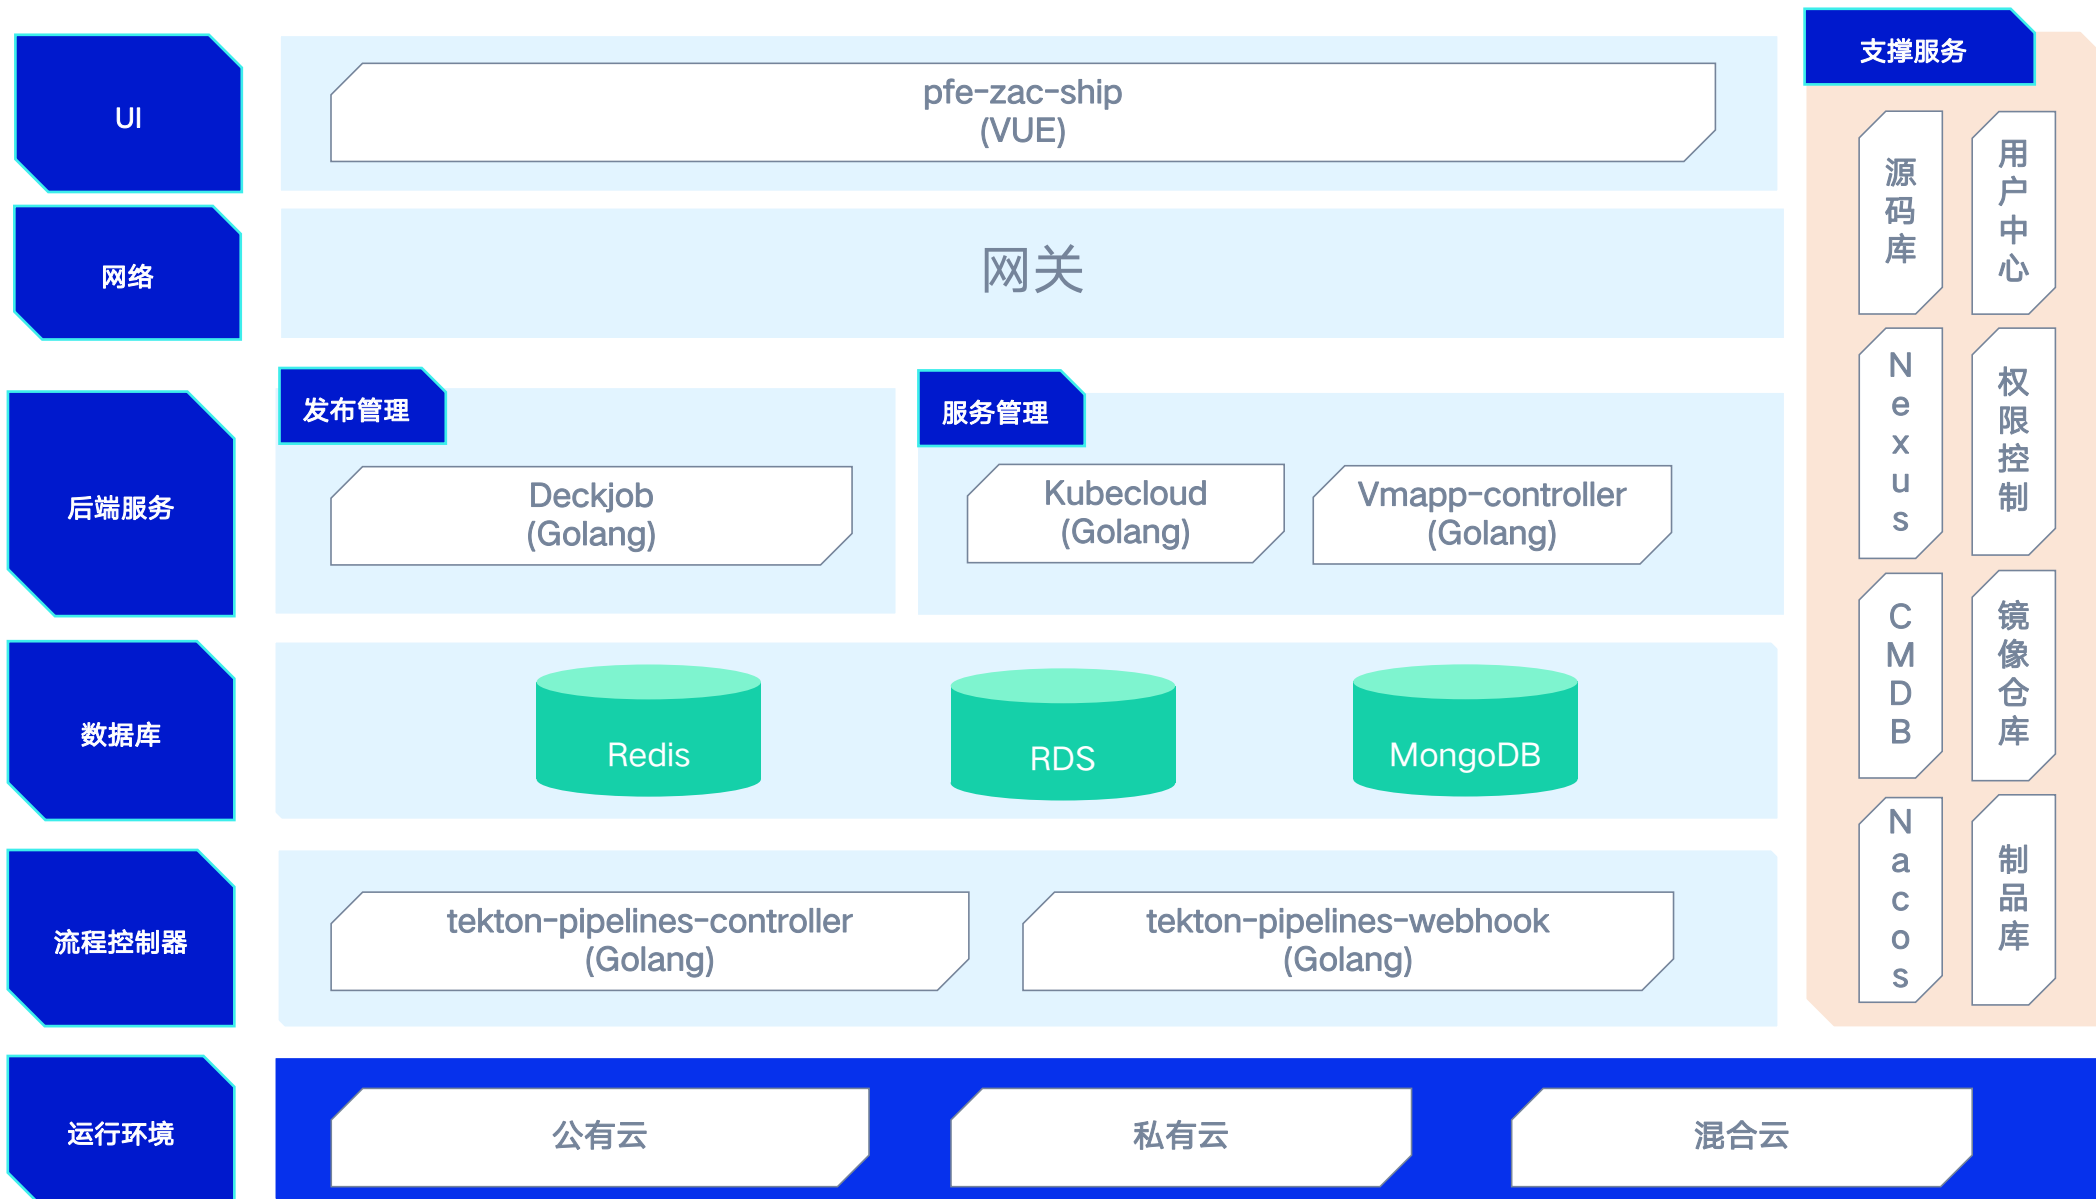 UI
pfe-zac-ship
(VUE)
网络
网关
后端服务
发布管理
Deckjob
(Golang)
服务管理
Kubecloud
(Golang)
Vmapp-controller
(Golang)
数据库
Redis
RDS
MongoDB
流程控制器
tekton-pipelines-controller
(Golang)
tekton-pipelines-webhook
(Golang)
运行环境
公有云
私有云
混合云
支撑服务
源码库
用户中心
Nexus
权限控制
CMDB
镜像仓库
Nacos
制品库